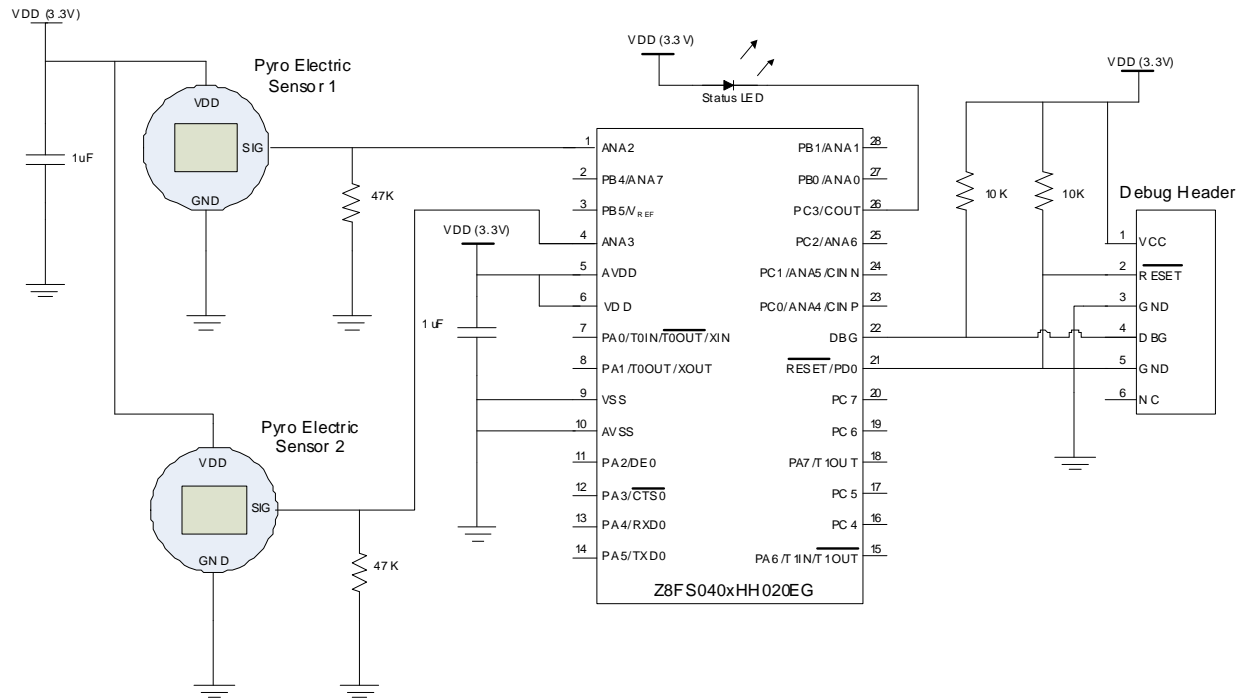 VDD (3.3V)
1uF
Pyro Electric
Sensor 1
VDD
SIG
GND
47K
Pyro Electric
Sensor 2
VDD
SIG
GND
47K
VDD (3.3V)
1uF
VDD (3.3V)
Status LED
1 ANA2
2 PB4/ANA7
3 PB5/VREF
4 ANA3
5 AVDD
6 VDD
7 PA0/T0IN/T0OUT/XIN
8 PA1/T0OUT/XOUT
9 VSS
10 AVSS
11 PA2/DE0
12 PA3/CTS0
13 PA4/RXD0
14 PA5/TXD0
PB1/ANA1 28
PB0/ANA0 27
PC3/COUT 26
PC2/ANA6 25
PC1/ANA5/CINN 24
PC0/ANA4/CINP 23
DBG 22
RESET/PD0 21
PC7 20
PC6 19
PA7/T1OUT 18
PC5 17
PC4 16
PA6/T1IN/T1OUT 15
Z8FS040xHH020EG
VDD (3.3V)
10K
10K
Debug Header
1 VCC
2 RESET
3 GND
4 DBG
5 GND
6 NC